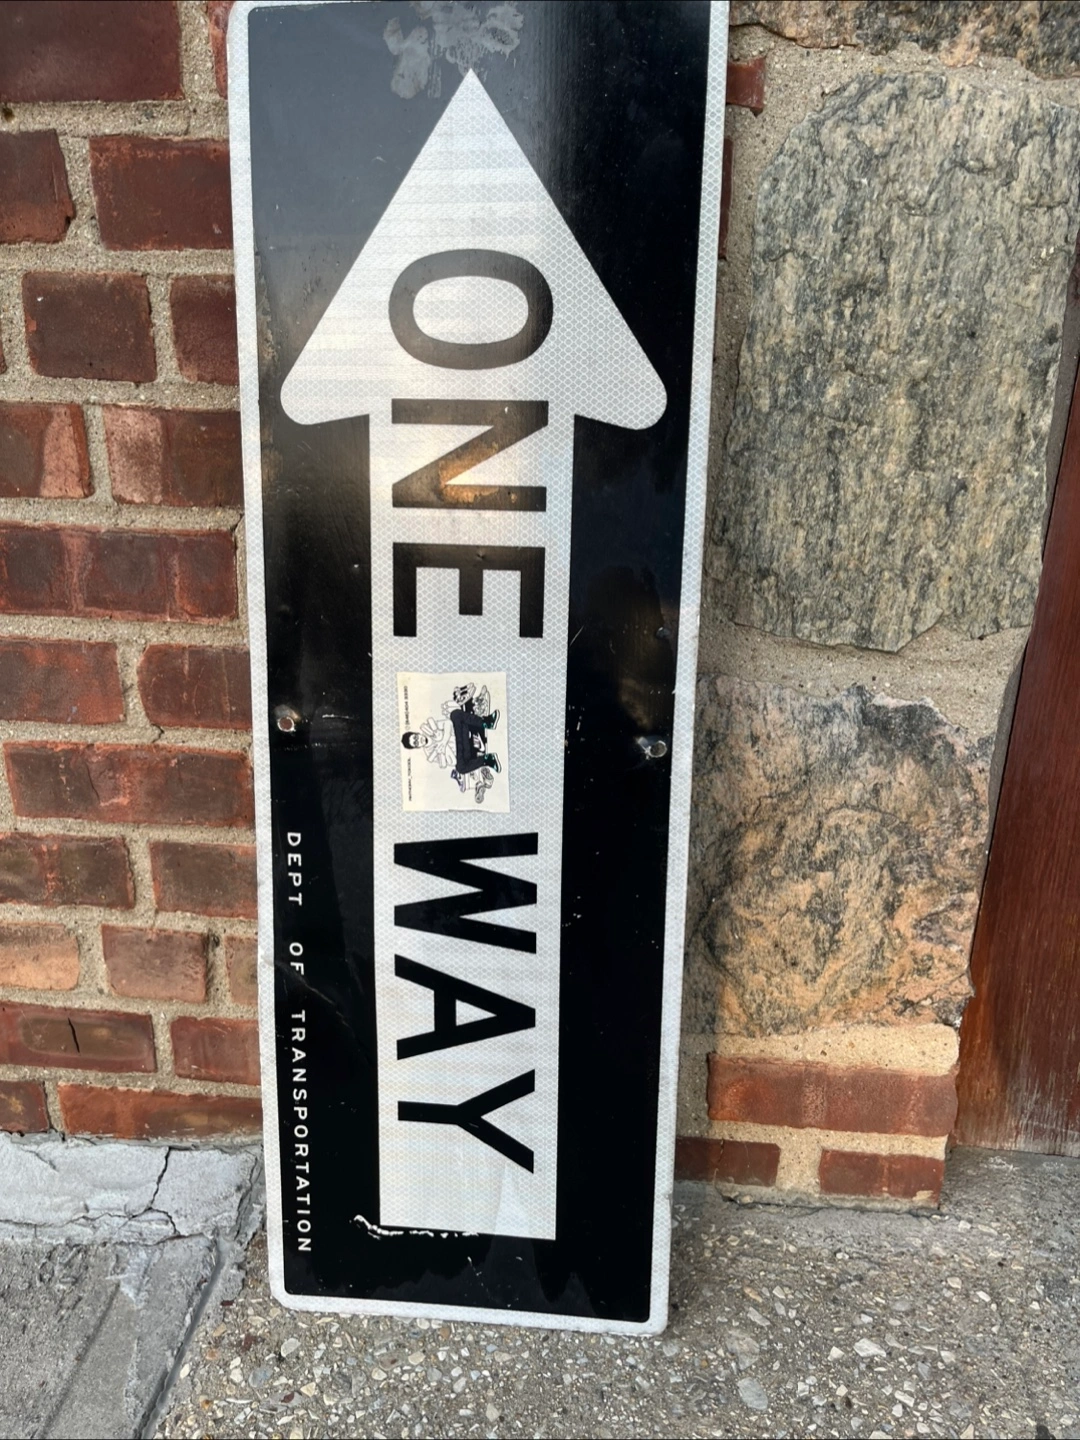 ONE WAY
DEPT OF TRANSPORTATION